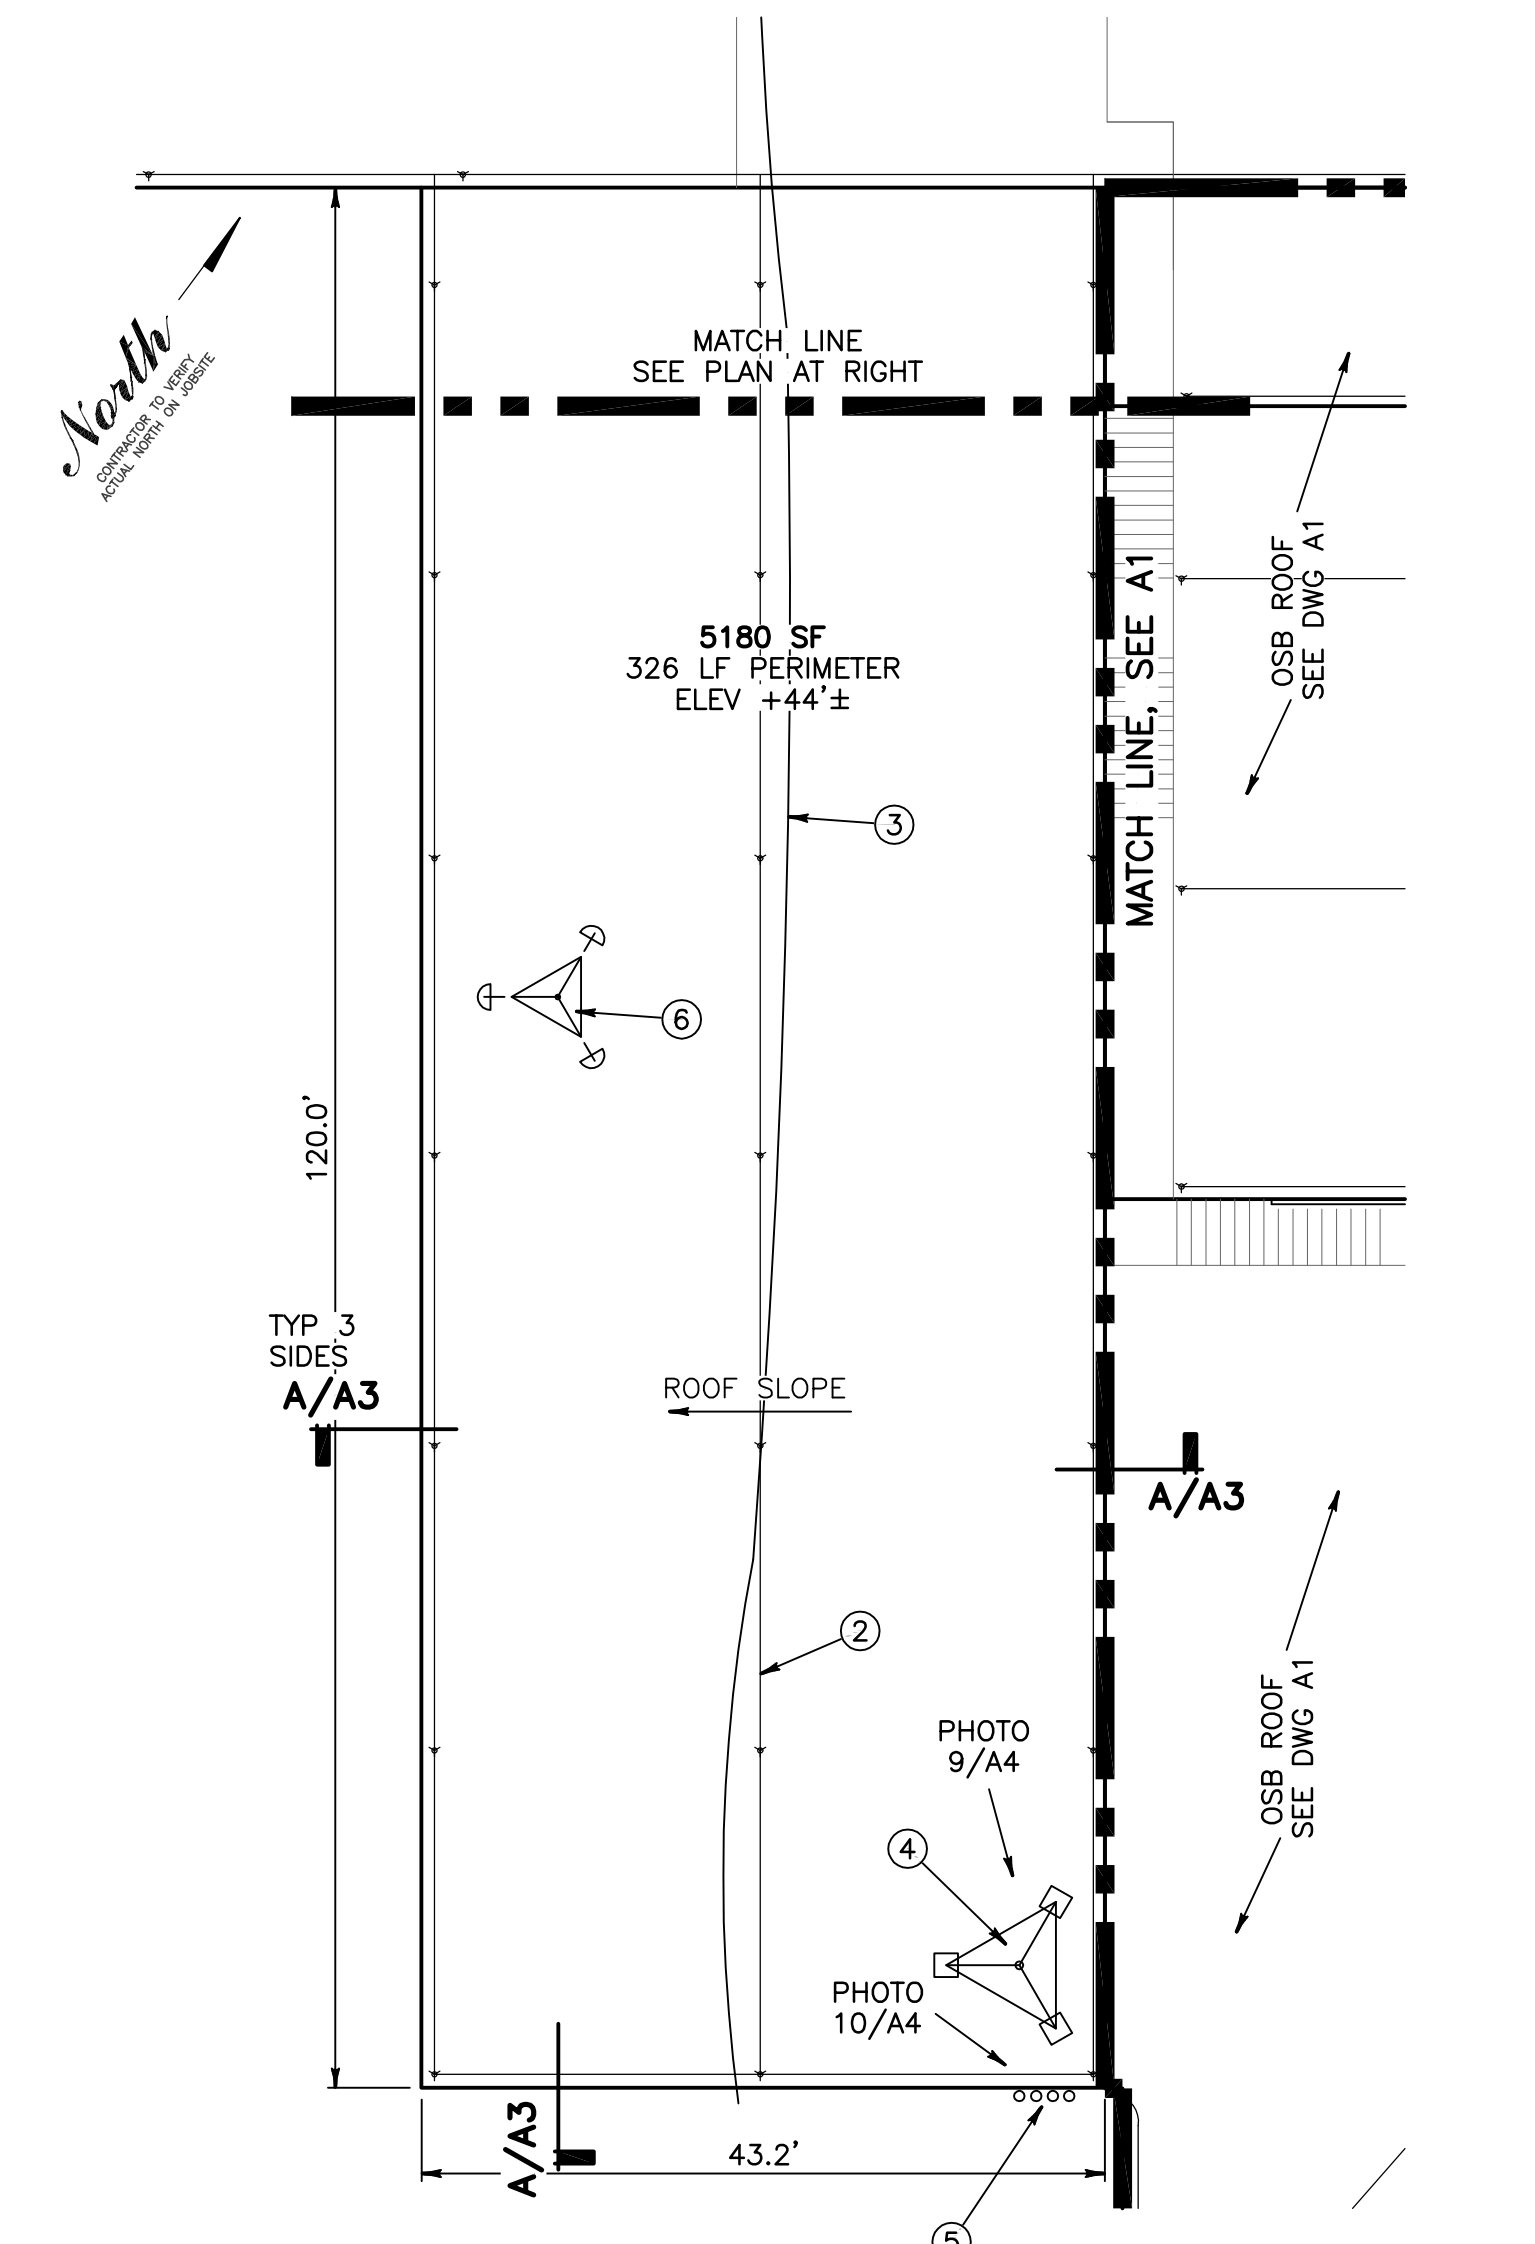 North
CONTRACTOR TO VERIFY
ACTUAL NORTH ON JOBSITE
MATCH LINE
SEE PLAN AT RIGHT
MATCH LINE, SEE A1
OSB ROOF
SEE DWG A1
5180 SF
326 LF PERIMETER
ELEV +44'±
3
6
120.0'
TYP 3
SIDES
A/A3
ROOF SLOPE
A/A3
2
OSB ROOF
SEE DWG A1
PHOTO
9/A4
4
PHOTO
10/A4
A/A3
43.2'
5